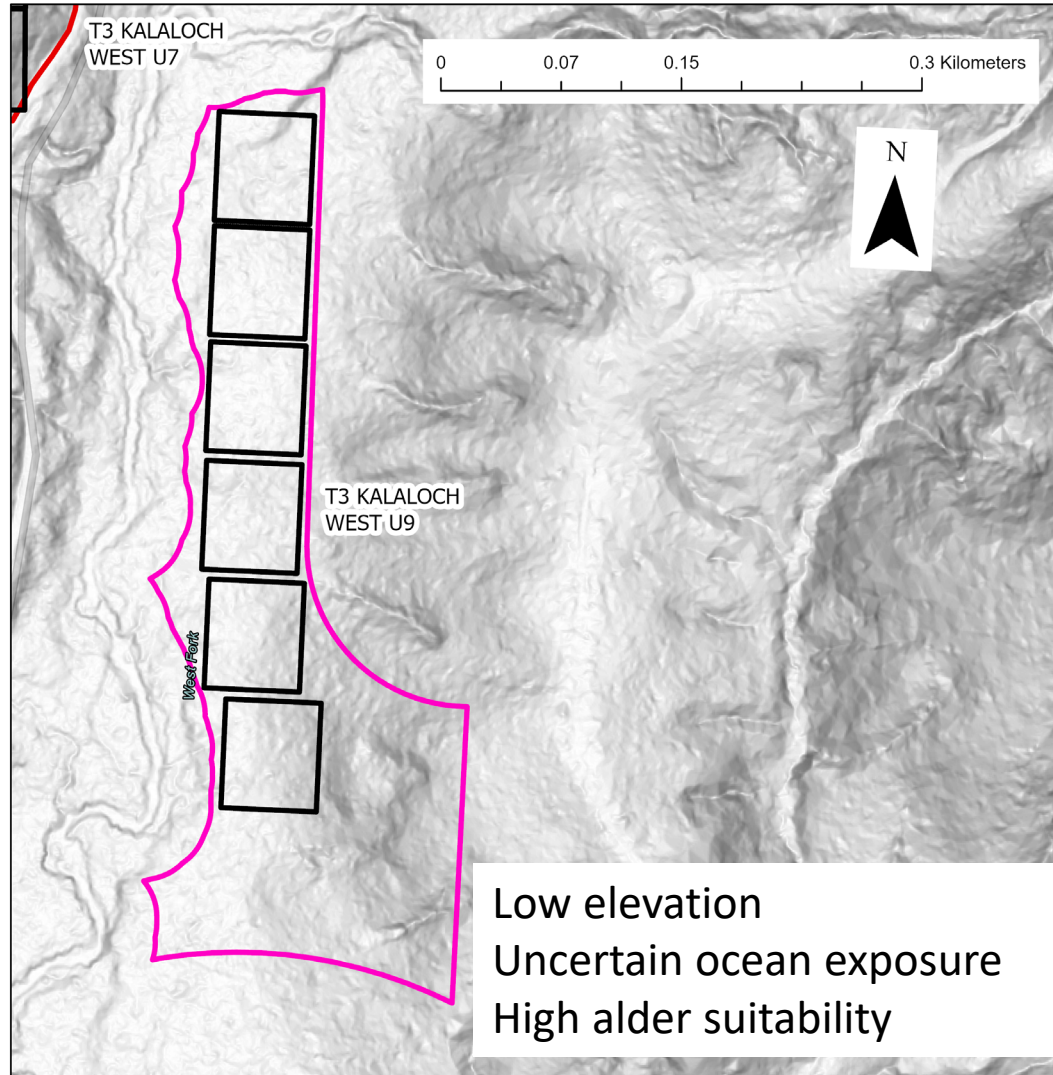 T3 KALALOCH
WEST U7
0 0.07 0.15 0.3 Kilometers
N
T3 KALALOCH
WEST U9
West Fork
Low elevation
Uncertain ocean exposure
High alder suitability